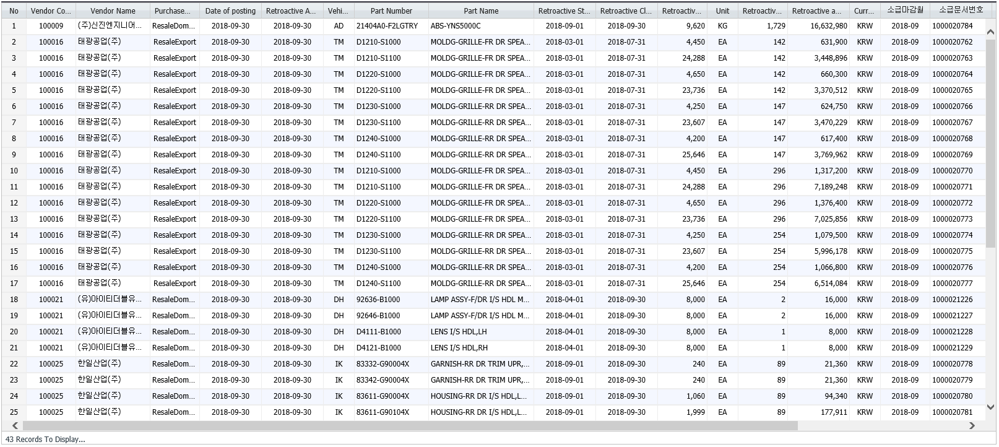 No Vendor Co... Vendor Name Purchase... Date of posting Retroactive A... Vehi... Part Number Part Name Retroactive St... Retroactive Cl... Retroactiv... Unit Retroactiv... Retroactive a... Curr... 소급마감월 소급문서번호
1 100009 (주)신진엔지니어... ResaleDom... 2018-09-30 2018-09-30 AD 21404A0-F2LGTRY ABS-YNS5000C 2018-09-01 2018-09-30 9,620 KG 1,729 16,632,980 KRW 2018-09 1000020784
2 100016 태광공업(주) ResaleExport 2018-09-30 2018-09-30 TM D1210-S1000 MOLDG-GRILLE-FR DR SPEA... 2018-03-01 2018-07-31 4,450 EA 142 631,900 KRW 2018-09 1000020762
3 100016 태광공업(주) ResaleExport 2018-09-30 2018-09-30 TM D1210-S1100 MOLDG-GRILLE-FR DR SPEA... 2018-03-01 2018-07-31 24,288 EA 142 3,448,896 KRW 2018-09 1000020763
4 100016 태광공업(주) ResaleExport 2018-09-30 2018-09-30 TM D1220-S1000 MOLDG-GRILLE-FR DR SPEA... 2018-03-01 2018-07-31 4,650 EA 142 660,300 KRW 2018-09 1000020764
5 100016 태광공업(주) ResaleExport 2018-09-30 2018-09-30 TM D1220-S1100 MOLDG-GRILLE-FR DR SPEA... 2018-03-01 2018-07-31 23,736 EA 142 3,370,512 KRW 2018-09 1000020765
6 100016 태광공업(주) ResaleExport 2018-09-30 2018-09-30 TM D1230-S1000 MOLDG-GRILLE-RR DR SPEA... 2018-03-01 2018-07-31 4,250 EA 147 624,750 KRW 2018-09 1000020766
7 100016 태광공업(주) ResaleExport 2018-09-30 2018-09-30 TM D1230-S1100 MOLDG-GRILLE-RR DR SPEA... 2018-03-01 2018-07-31 23,607 EA 147 3,470,229 KRW 2018-09 1000020767
8 100016 태광공업(주) ResaleExport 2018-09-30 2018-09-30 TM D1240-S1000 MOLDG-GRILLE-RR DR SPEA... 2018-03-01 2018-07-31 4,200 EA 147 617,400 KRW 2018-09 1000020768
9 100016 태광공업(주) ResaleExport 2018-09-30 2018-09-30 TM D1240-S1100 MOLDG-GRILLE-RR DR SPEA... 2018-03-01 2018-07-31 25,646 EA 147 3,769,962 KRW 2018-09 1000020769
10 100016 태광공업(주) ResaleExport 2018-09-30 2018-09-30 TM D1210-S1000 MOLDG-GRILLE-FR DR SPEA... 2018-03-01 2018-07-31 4,450 EA 296 1,317,200 KRW 2018-09 1000020770
11 100016 태광공업(주) ResaleExport 2018-09-30 2018-09-30 TM D1210-S1100 MOLDG-GRILLE-FR DR SPEA... 2018-03-01 2018-07-31 24,288 EA 296 7,189,248 KRW 2018-09 1000020771
12 100016 태광공업(주) ResaleExport 2018-09-30 2018-09-30 TM D1220-S1000 MOLDG-GRILLE-FR DR SPEA... 2018-03-01 2018-07-31 4,650 EA 296 1,376,400 KRW 2018-09 1000020772
13 100016 태광공업(주) ResaleExport 2018-09-30 2018-09-30 TM D1220-S1100 MOLDG-GRILLE-FR DR SPEA... 2018-03-01 2018-07-31 23,736 EA 296 7,025,856 KRW 2018-09 1000020773
14 100016 태광공업(주) ResaleExport 2018-09-30 2018-09-30 TM D1230-S1000 MOLDG-GRILLE-RR DR SPEA... 2018-03-01 2018-07-31 4,250 EA 254 1,079,500 KRW 2018-09 1000020774
15 100016 태광공업(주) ResaleExport 2018-09-30 2018-09-30 TM D1230-S1100 MOLDG-GRILLE-RR DR SPEA... 2018-03-01 2018-07-31 23,607 EA 254 5,996,178 KRW 2018-09 1000020775
16 100016 태광공업(주) ResaleExport 2018-09-30 2018-09-30 TM D1240-S1000 MOLDG-GRILLE-RR DR SPEA... 2018-03-01 2018-07-31 4,200 EA 254 1,066,800 KRW 2018-09 1000020776
17 100016 태광공업(주) ResaleExport 2018-09-30 2018-09-30 TM D1240-S1100 MOLDG-GRILLE-RR DR SPEA... 2018-03-01 2018-07-31 25,646 EA 254 6,514,084 KRW 2018-09 1000020777
18 100021 (유)아이티더블유... ResaleDom... 2018-09-30 2018-09-30 DH 92636-B1000 LAMP ASSY-F/DR I/S HDL M... 2018-04-01 2018-09-30 8,000 EA 2 16,000 KRW 2018-09 1000021226
19 100021 (유)아이티더블유... ResaleDom... 2018-09-30 2018-09-30 DH 92646-B1000 LAMP ASSY-F/DR I/S HDL M... 2018-04-01 2018-09-30 8,000 EA 2 16,000 KRW 2018-09 1000021227
20 100021 (유)아이티더블유... ResaleDom... 2018-09-30 2018-09-30 DH D4111-B1000 LENS I/S HDL,LH 2018-04-01 2018-09-30 8,000 EA 1 8,000 KRW 2018-09 1000021228
21 100021 (유)아이티더블유... ResaleDom... 2018-09-30 2018-09-30 DH D4121-B1000 LENS I/S HDL,RH 2018-04-01 2018-09-30 8,000 EA 1 8,000 KRW 2018-09 1000021229
22 100025 한일산업(주) ResaleDom... 2018-09-30 2018-09-30 IK 83332-G90004X GARNISH-RR DR TRIM UPR,... 2018-09-01 2018-09-30 240 EA 89 21,360 KRW 2018-09 1000020778
23 100025 한일산업(주) ResaleDom... 2018-09-30 2018-09-30 IK 83342-G90004X GARNISH-RR DR TRIM UPR,... 2018-09-01 2018-09-30 240 EA 89 21,360 KRW 2018-09 1000020779
24 100025 한일산업(주) ResaleDom... 2018-09-30 2018-09-30 IK 83611-G90004X HOUSING-RR DR I/S HDL,L... 2018-09-01 2018-09-30 1,060 EA 89 94,340 KRW 2018-09 1000020780
25 100025 한일산업(주) ResaleDom... 2018-09-30 2018-09-30 IK 83611-G90104X HOUSING-RR DR I/S HDL,L... 2018-09-01 2018-09-30 1,999 EA 89 177,911 KRW 2018-09 1000020781
43 Records To Display...